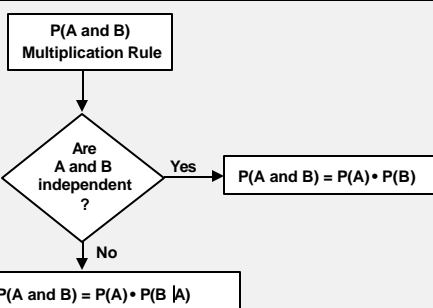 P(A and B)
Multiplication Rule
Are
A and B
independent
?
Yes
P(A and B) = P(A)• P(B)
No
P(A and B) = P(A)• P(B |A)